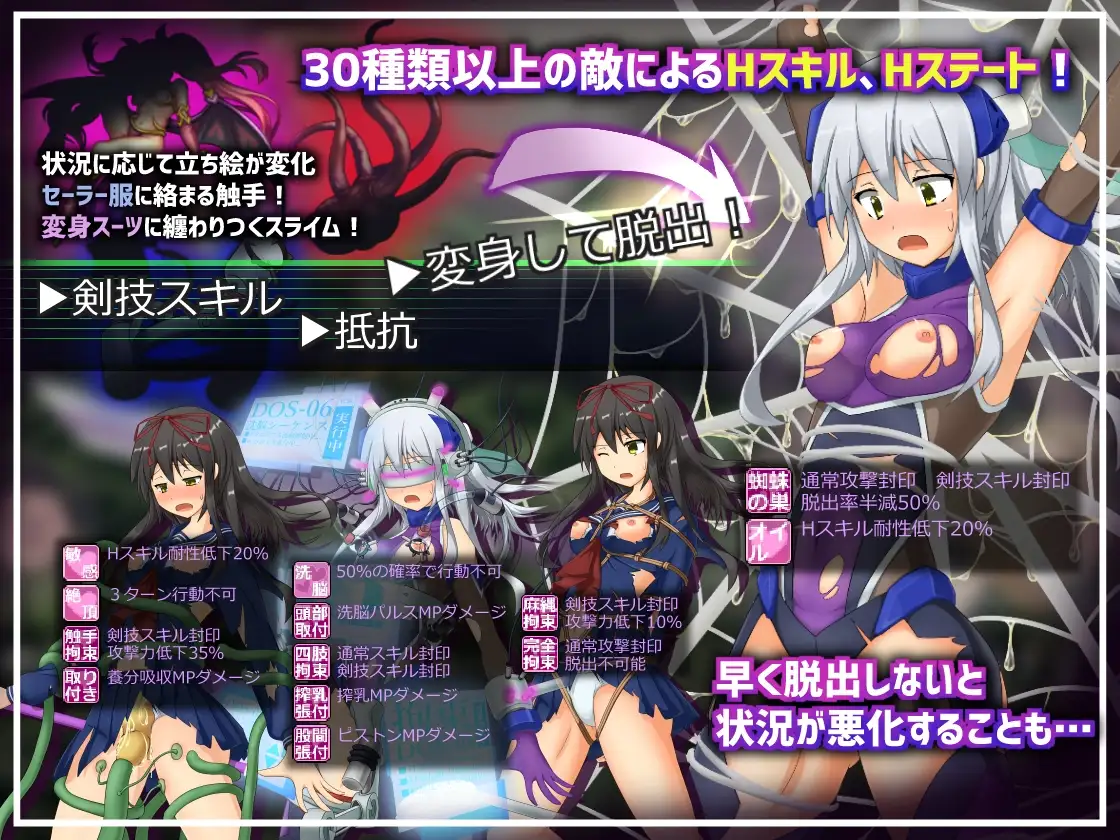 30種類以上の敵によるHスキル、Hステート！
状況に応じて立ち絵が変化
セーラー服に絡まる触手！
変身スーツに纏わりつくスライム！
▶変身して脱出！
▶剣技スキル
▶抵抗
DOS-06
実行中
蜘蛛の巣 通常攻撃封印 剣技スキル封印
脱出率半減50%
オイル Hスキル耐性低下20%
敏感 Hスキル耐性低下20%
絶頂 ３ターン行動不可
触手拘束 剣技スキル封印
攻撃力低下35%
取り付き 養分吸収MPダメージ
洗脳 50%の確率で行動不可
頭部取付 洗脳パルスMPダメージ
四肢拘束 通常スキル封印
剣技スキル封印
搾乳張付 搾乳MPダメージ
股間張付 ピストンMPダメージ
麻縄拘束 剣技スキル封印
攻撃力低下10%
完全拘束 通常攻撃封印
脱出不可能
早く脱出しないと
状況が悪化することも…